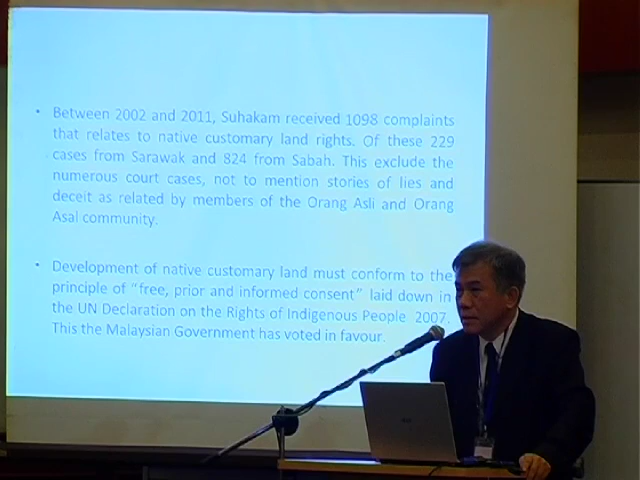 • Between 2002 and 2011, Suhakam received 1098 complaints
that relates to native customary land rights. Of these 229
cases from Sarawak and 824 from Sabah. This exclude the
numerous court cases, not to mention stories of lies and
deceit as related by members of the Orang Asli and Orang
Asal community.
• Development of native customary land must conform to the
principle of “free, prior and informed consent” laid down in
the UN Declaration on the Rights of Indigenous People 2007.
This the Malaysian Government has voted in favour.